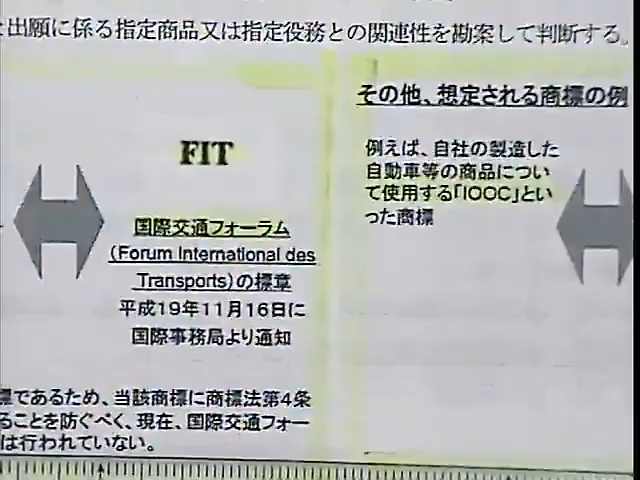 出願に係る指定商品又は指定役務との関連性を勘案して判断する。
FIT
国際交通フォーラム
(Forum International des
Transports)の標章
平成19年11月16日に
国際事務局より通知
その他、想定される商標の例
例えば、自社の製造した
自動車等の商品につい
て使用する「IOOC」とい
った商標
標であるため、当該商標に商標法第4条
ることを防ぐべく、現在、国際交通フォー
は行われていない。